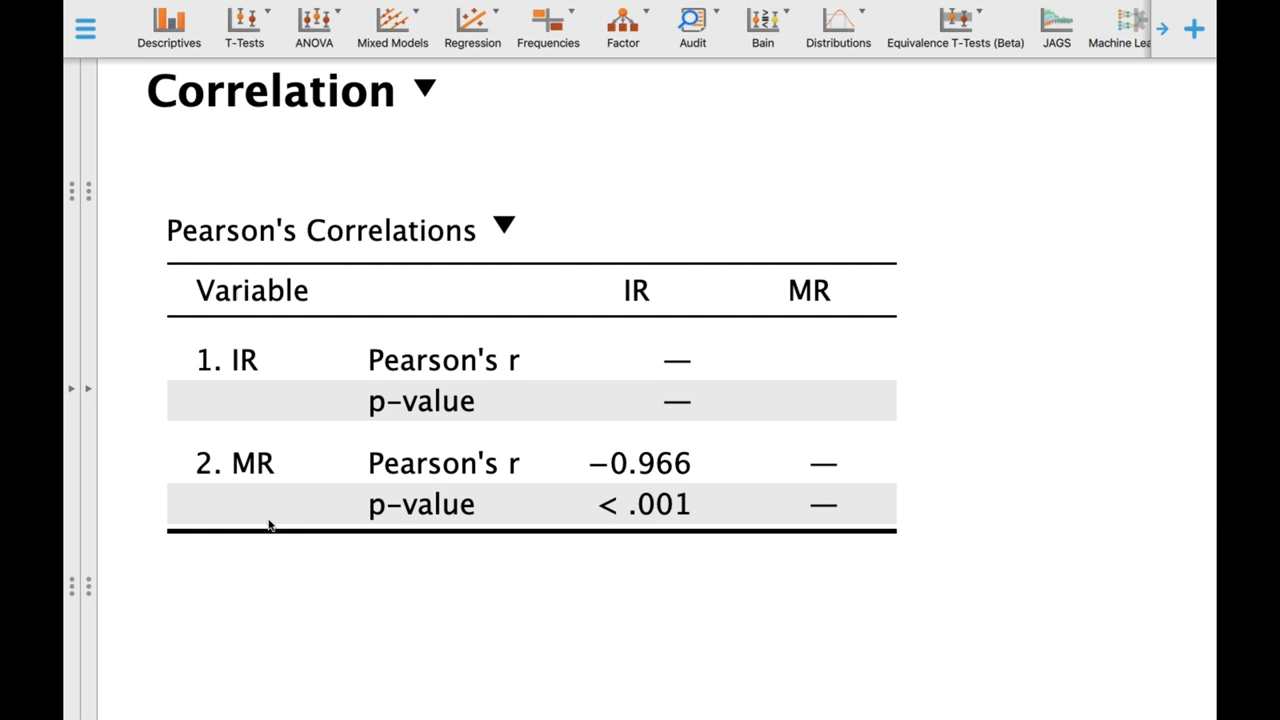 Descriptives T-Tests ANOVA Mixed Models Regression Frequencies Factor Audit Bain Distributions Equivalence T-Tests (Beta) JAGS Machine Lea
Correlation
Pearson's Correlations
Variable IR MR
1. IR Pearson's r —
p-value —
2. MR Pearson's r −0.966 —
p-value < .001 —